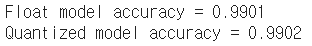 Float model accuracy = 0.9901
Quantized model accuracy = 0.9902